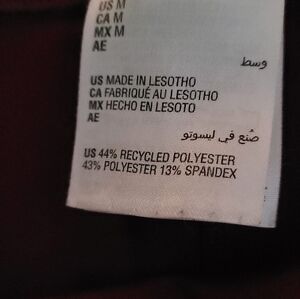 US M
CA M
MX M
AE
وسط
US MADE IN LESOTHO
CA FABRIQUÉ AU LESOTHO
MX HECHO EN LESOTO
AE
صُنع في ليسوتو
US 44% RECYCLED POLYESTER
43% POLYESTER 13% SPANDEX